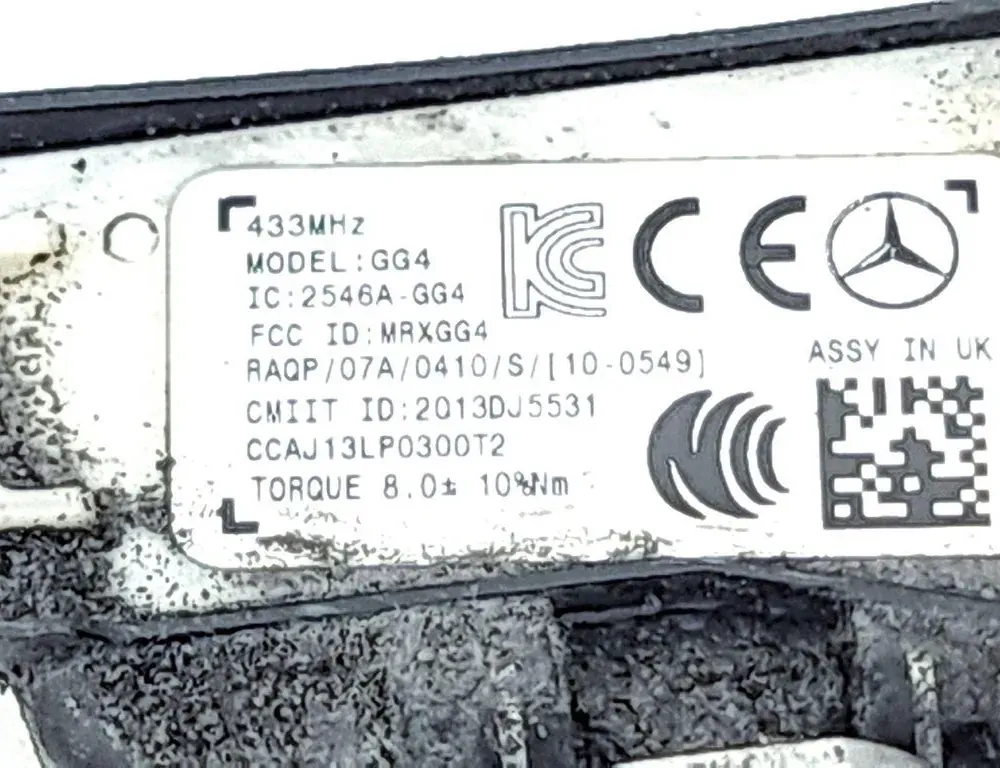 433MHz
MODEL:GG4
IC:2546A-GG4
FCC ID:MRXGG4
RAQP/07A/0410/S/[10-0549]
CMIIT ID:2013DJ5531
CCAJ13LP0300T2
TORQUE 8.0± 10%Nm
CE
ASSY IN UK